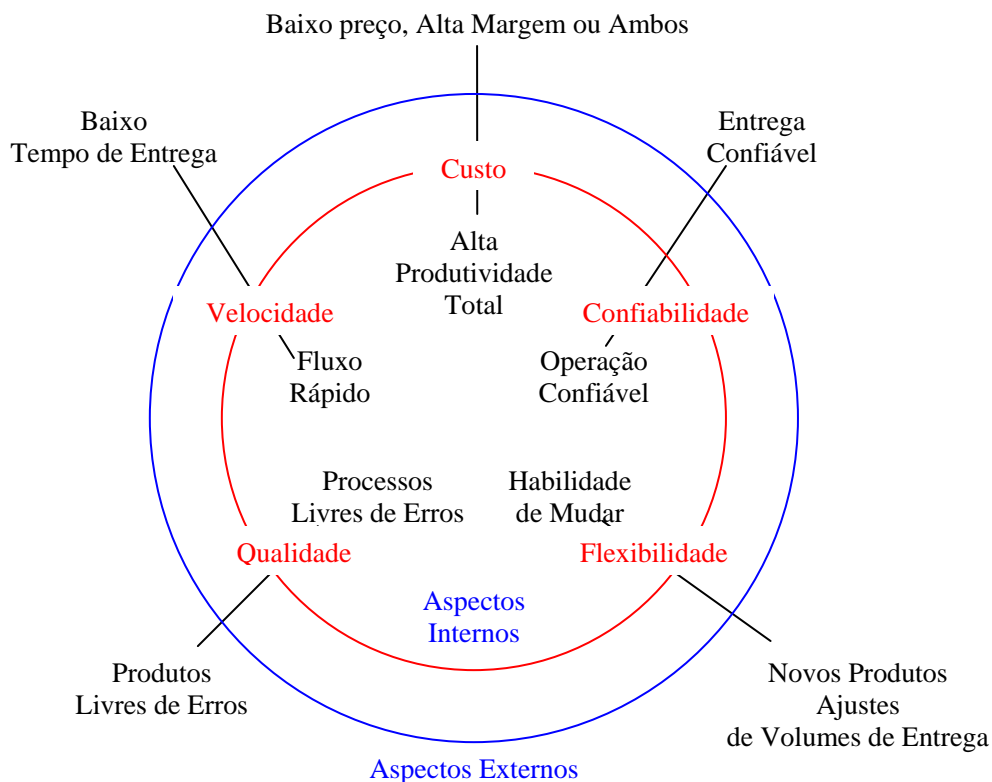 Baixo preço, Alta Margem ou Ambos
Baixo
Tempo de Entrega
Entrega
Confiável
Custo
Alta
Produtividade
Total
Velocidade
Confiabilidade
Fluxo
Rápido
Operação
Confiável
Processos
Livres de Erros
Habilidade
de Mudar
Qualidade
Flexibilidade
Aspectos
Internos
Produtos
Livres de Erros
Novos Produtos
Ajustes
de Volumes de Entrega
Aspectos Externos